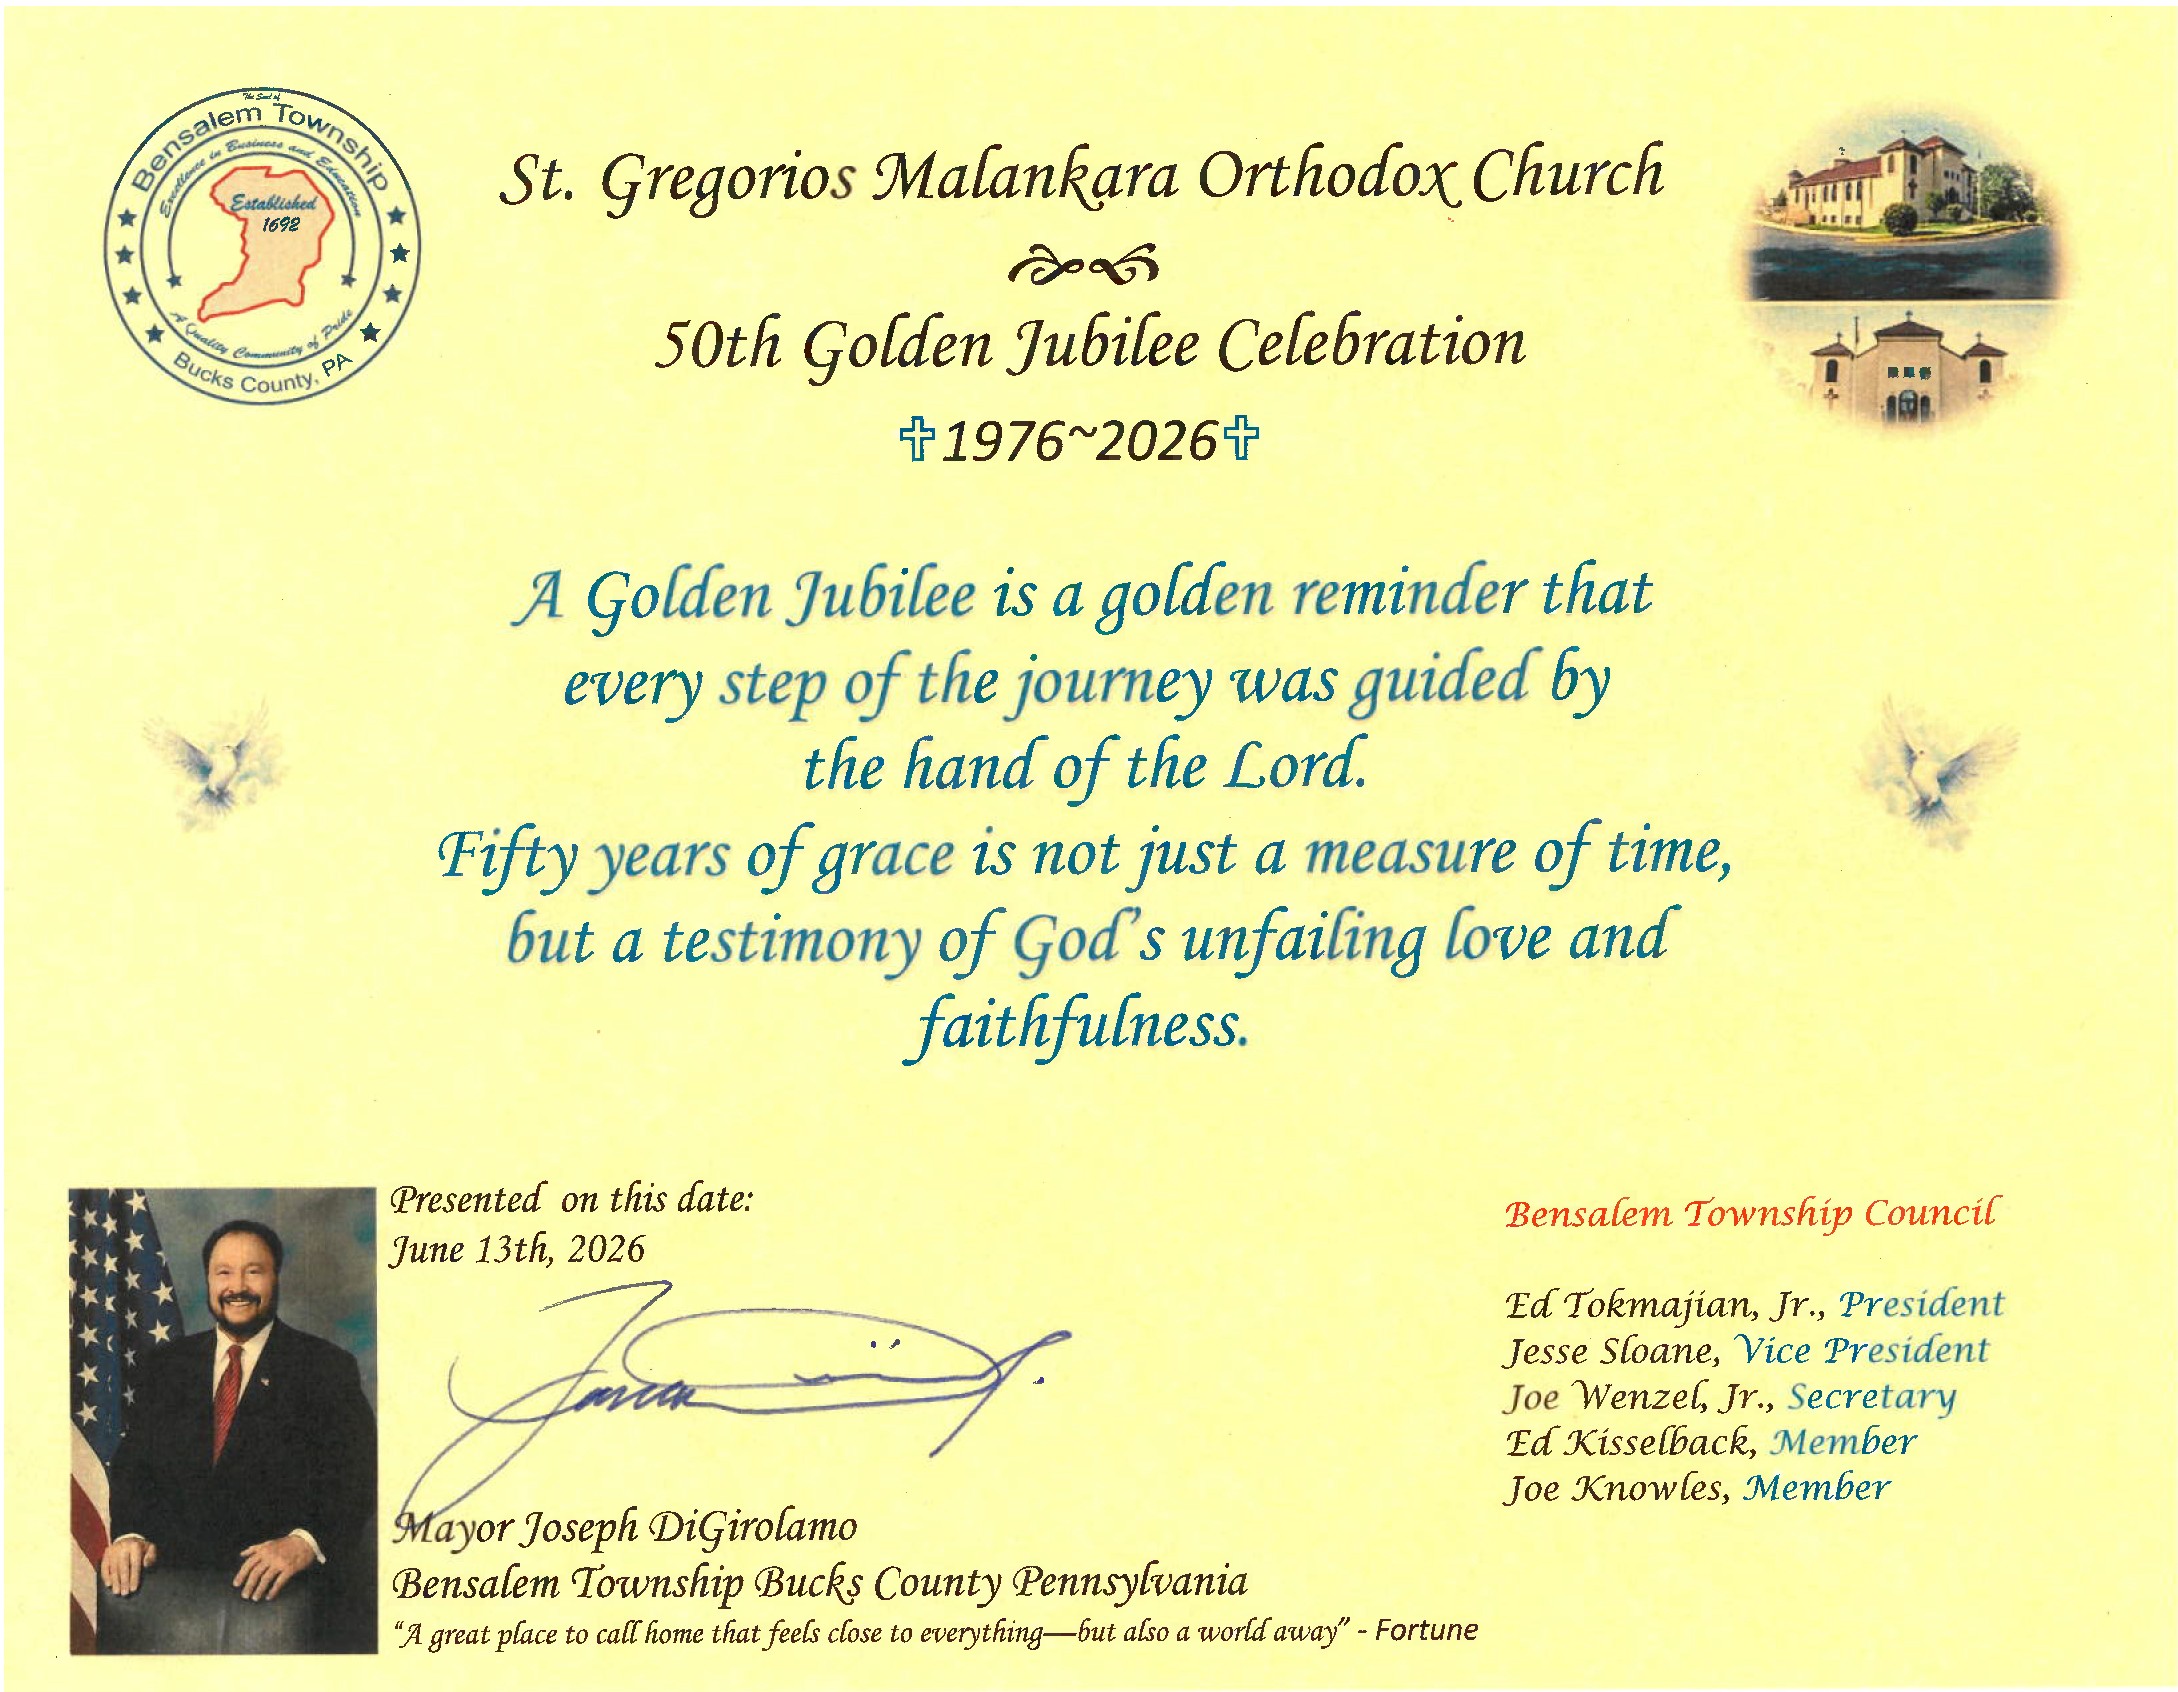 The Seal of
Bensalem Township
Excellence in Business and Education
Established
1692
A Quality Community of Pride
Bucks County, PA
St. Gregorios Malankara Orthodox Church
50th Golden Jubilee Celebration
✝1976~2026✝
A Golden Jubilee is a golden reminder that
every step of the journey was guided by
the hand of the Lord.
Fifty years of grace is not just a measure of time,
but a testimony of God's unfailing love and
faithfulness.
Presented on this date:
June 13th, 2026
Mayor Joseph DiGirolamo
Bensalem Township Bucks County Pennsylvania
“A great place to call home that feels close to everything—but also a world away” - Fortune
Bensalem Township Council
Ed Tokmajian, Jr., President
Jesse Sloane, Vice President
Joe Wenzel, Jr., Secretary
Ed Kisselback, Member
Joe Knowles, Member